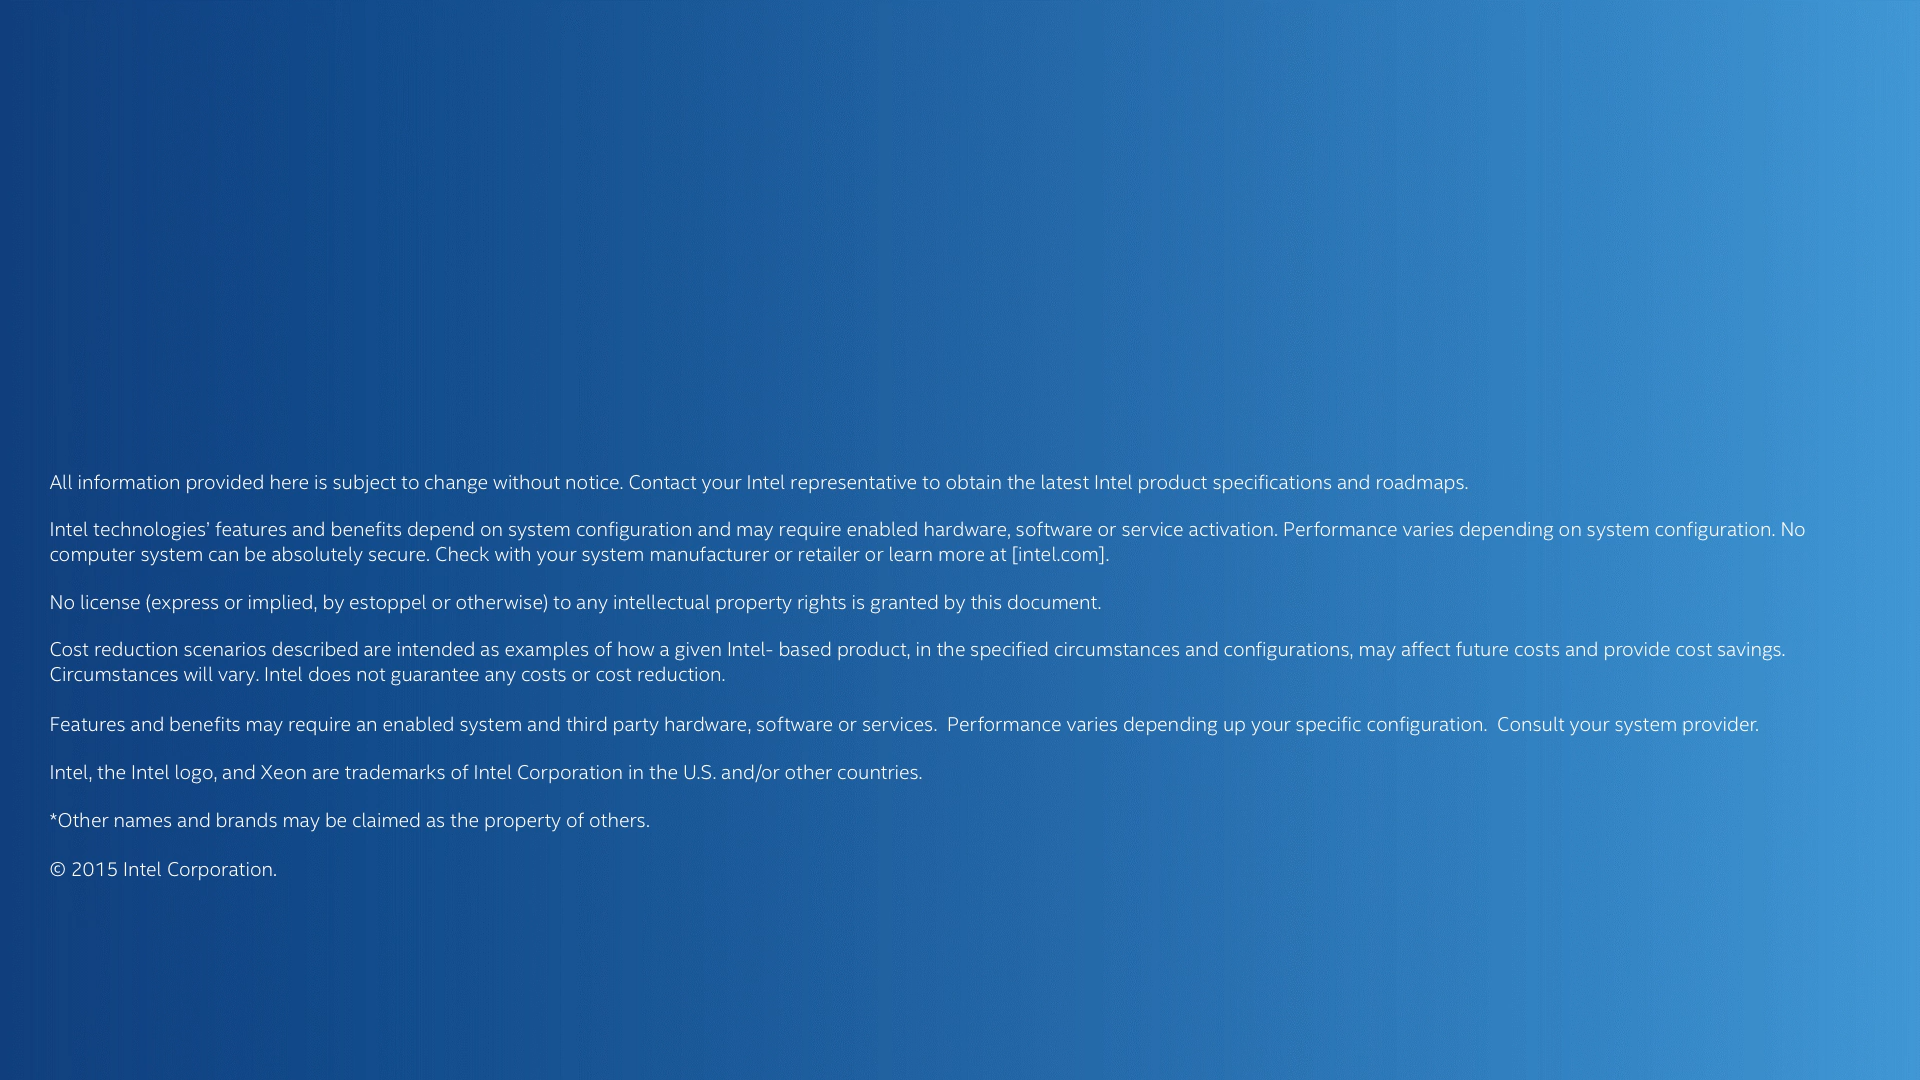 All information provided here is subject to change without notice. Contact your Intel representative to obtain the latest Intel product specifications and roadmaps.
Intel technologies’ features and benefits depend on system configuration and may require enabled hardware, software or service activation. Performance varies depending on system configuration. No
computer system can be absolutely secure. Check with your system manufacturer or retailer or learn more at [intel.com].
No license (express or implied, by estoppel or otherwise) to any intellectual property rights is granted by this document.
Cost reduction scenarios described are intended as examples of how a given Intel- based product, in the specified circumstances and configurations, may affect future costs and provide cost savings.
Circumstances will vary. Intel does not guarantee any costs or cost reduction.
Features and benefits may require an enabled system and third party hardware, software or services.  Performance varies depending up your specific configuration.  Consult your system provider.
Intel, the Intel logo, and Xeon are trademarks of Intel Corporation in the U.S. and/or other countries.
*Other names and brands may be claimed as the property of others.
© 2015 Intel Corporation.